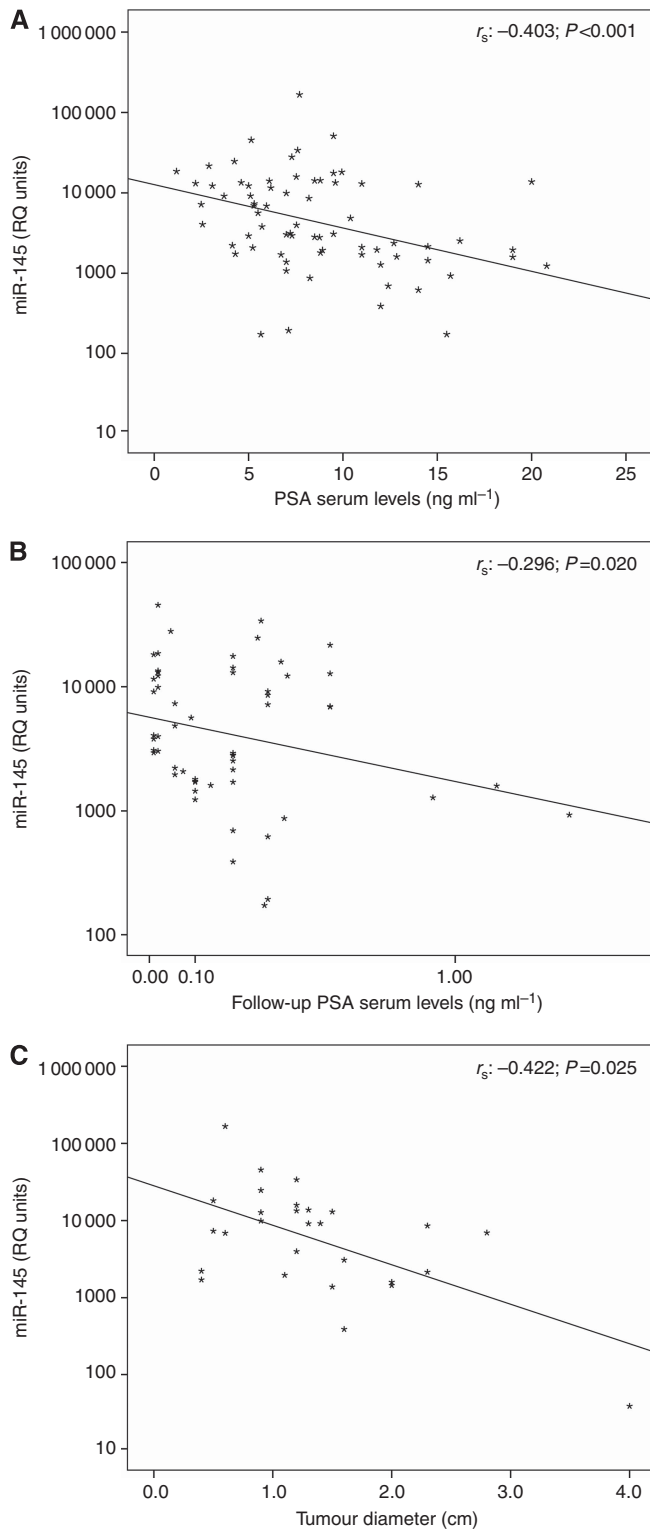 A
r_s: –0.403; P<0.001
1 000 000
100 000
10 000
1000
100
10
miR-145 (RQ units)
0 5 10 15 20 25
PSA serum levels (ng ml⁻¹)
B
r_s: –0.296; P=0.020
100 000
10 000
1000
100
miR-145 (RQ units)
0.00 0.10 1.00
Follow-up PSA serum levels (ng ml⁻¹)
C
r_s: –0.422; P=0.025
1 000 000
100 000
10 000
1000
100
10
miR-145 (RQ units)
0.0 1.0 2.0 3.0 4.0
Tumour diameter (cm)